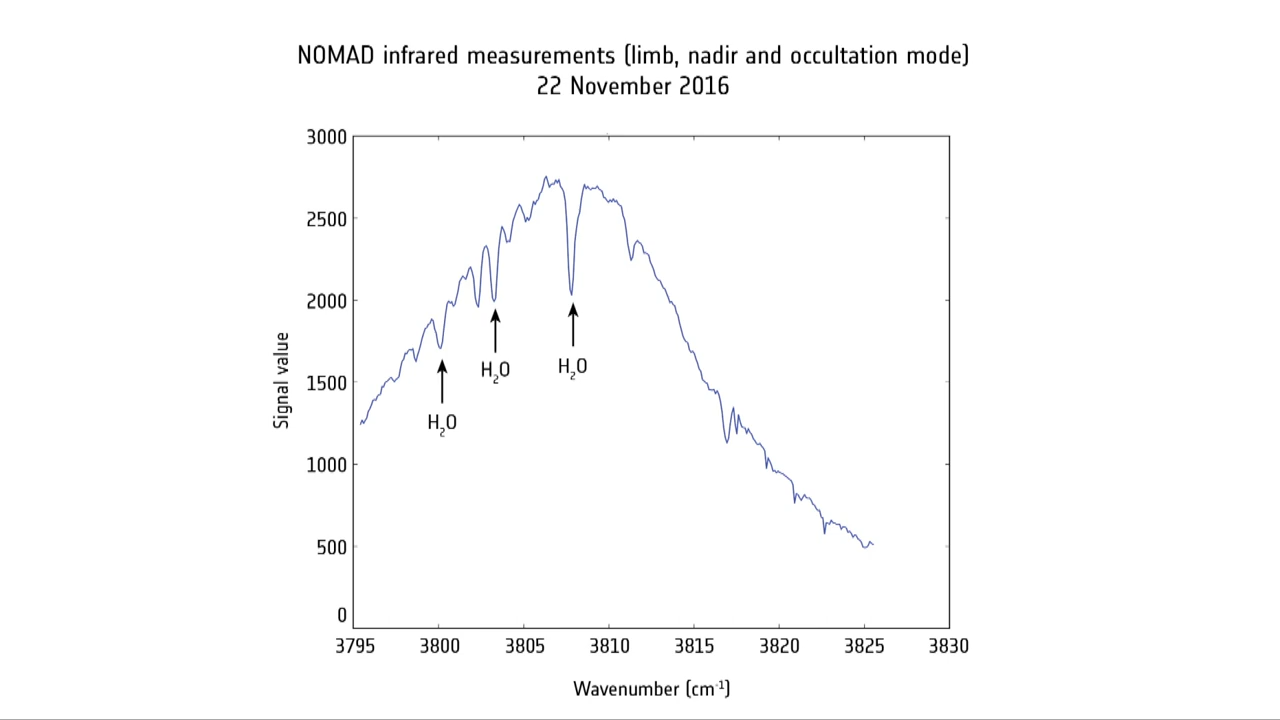 NOMAD infrared measurements (limb, nadir and occultation mode)
22 November 2016
3000
2500
2000
1500
1000
500
0
Signal value
H₂O
H₂O
H₂O
3795 3800 3805 3810 3815 3820 3825 3830
Wavenumber (cm⁻¹)